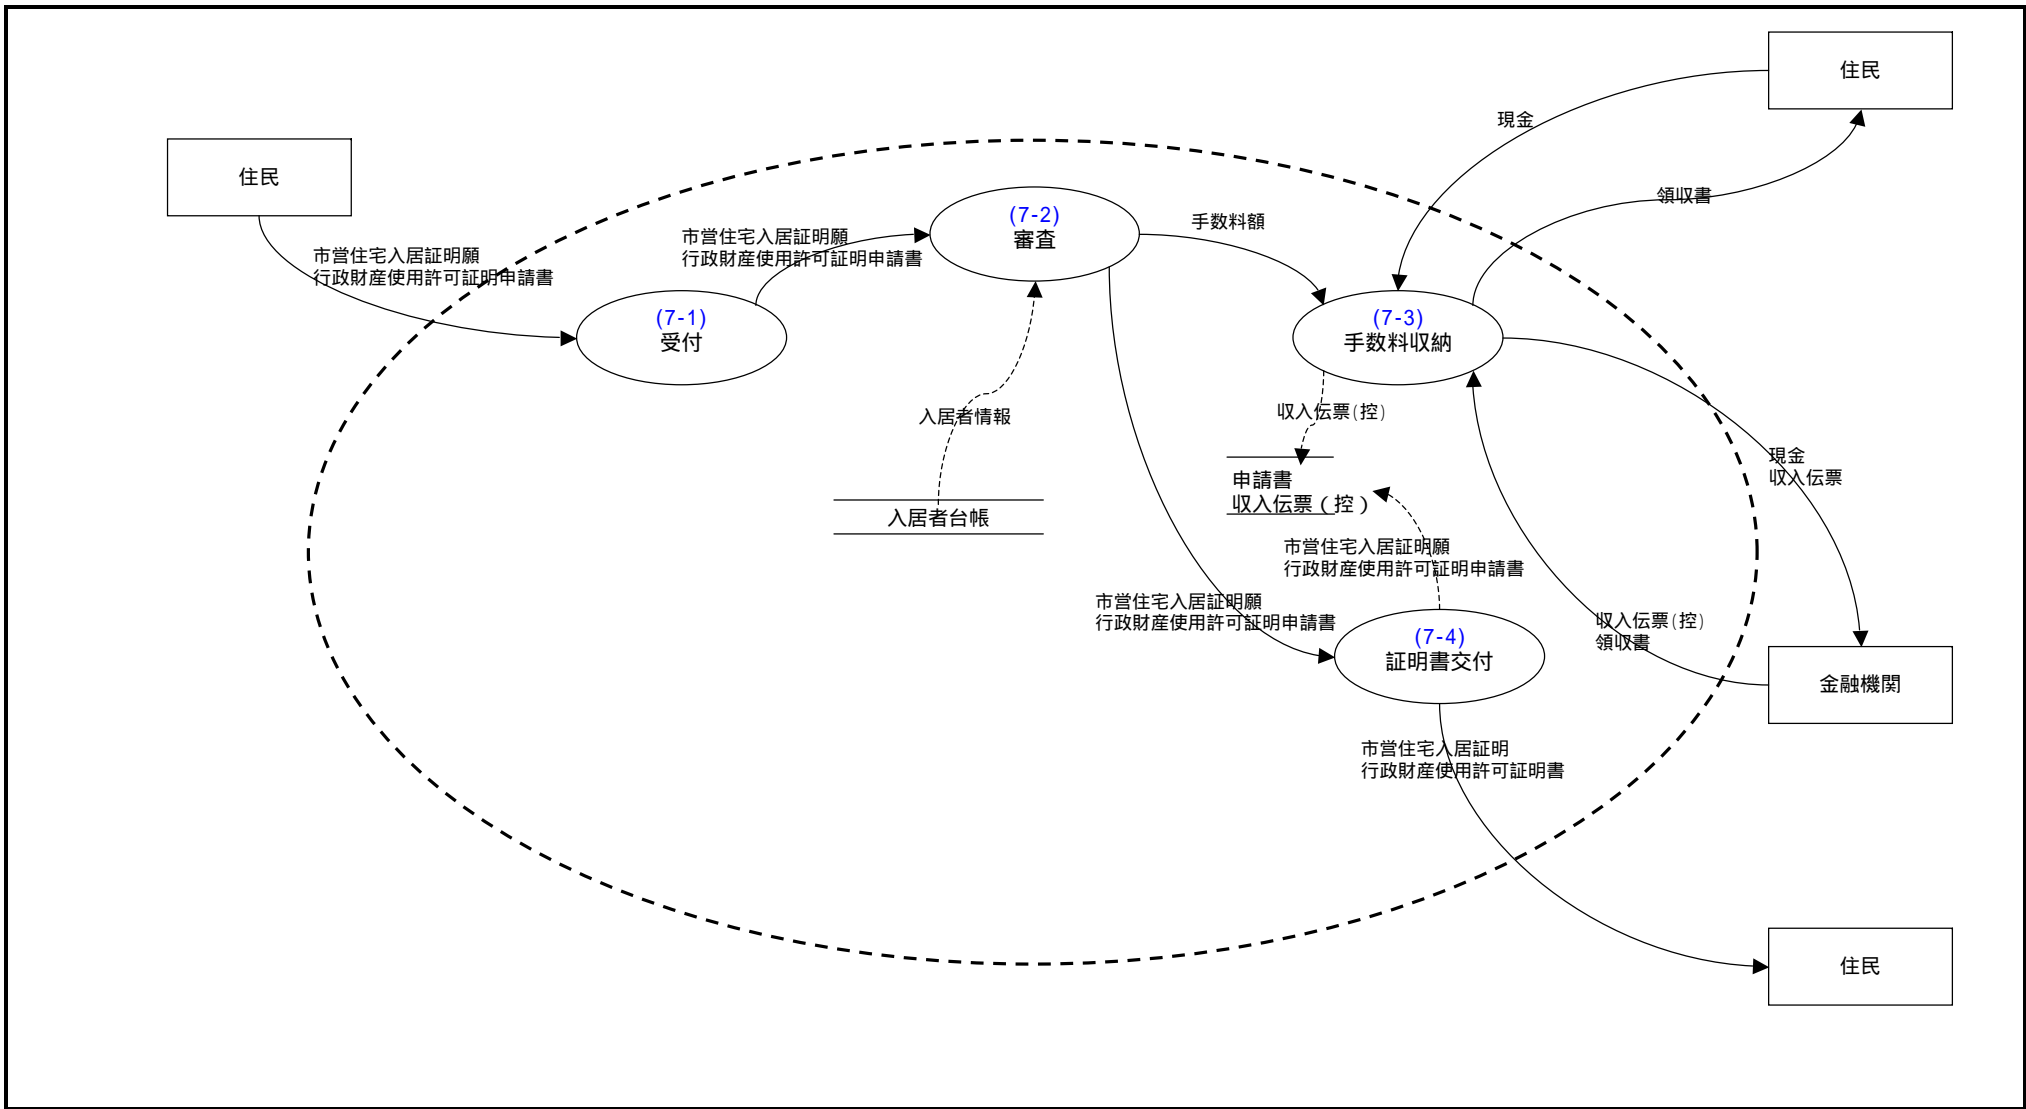 住民
現金
住民
領収書
(7-2)
審査
手数料額
市営住宅入居証明願
行政財産使用許可証明申請書
市営住宅入居証明願
行政財産使用許可証明申請書
(7-1)
受付
(7-3)
手数料収納
入居者情報
収入伝票(控)
現金
収入伝票
申請書
収入伝票(控)
入居者台帳
市営住宅入居証明願
行政財産使用許可証明申請書
市営住宅入居証明願
行政財産使用許可証明申請書
収入伝票(控)
領収書
(7-4)
証明書交付
金融機関
市営住宅入居証明
行政財産使用許可証明書
住民